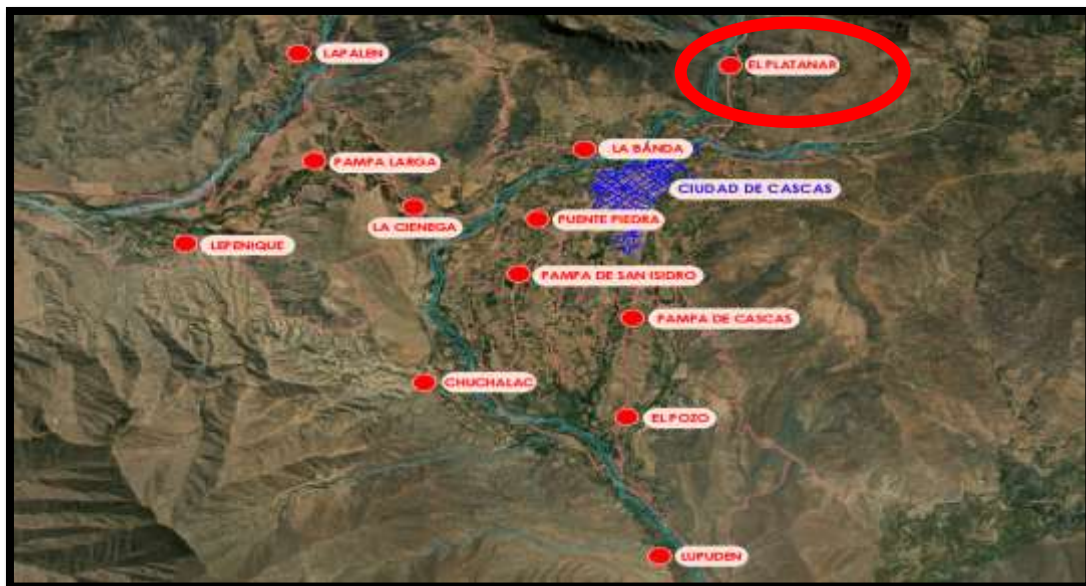 LAPALEN
EL PLATANAR
LA BANDA
PAMPA LARGA
CIUDAD DE CASCAS
LA CIENEGA
PUENTE PIEDRA
LEFENIQUE
PAMPA DE SAN ISIDRO
PAMPA DE CASCAS
CHUCHALAC
EL POZO
LUPUDEN